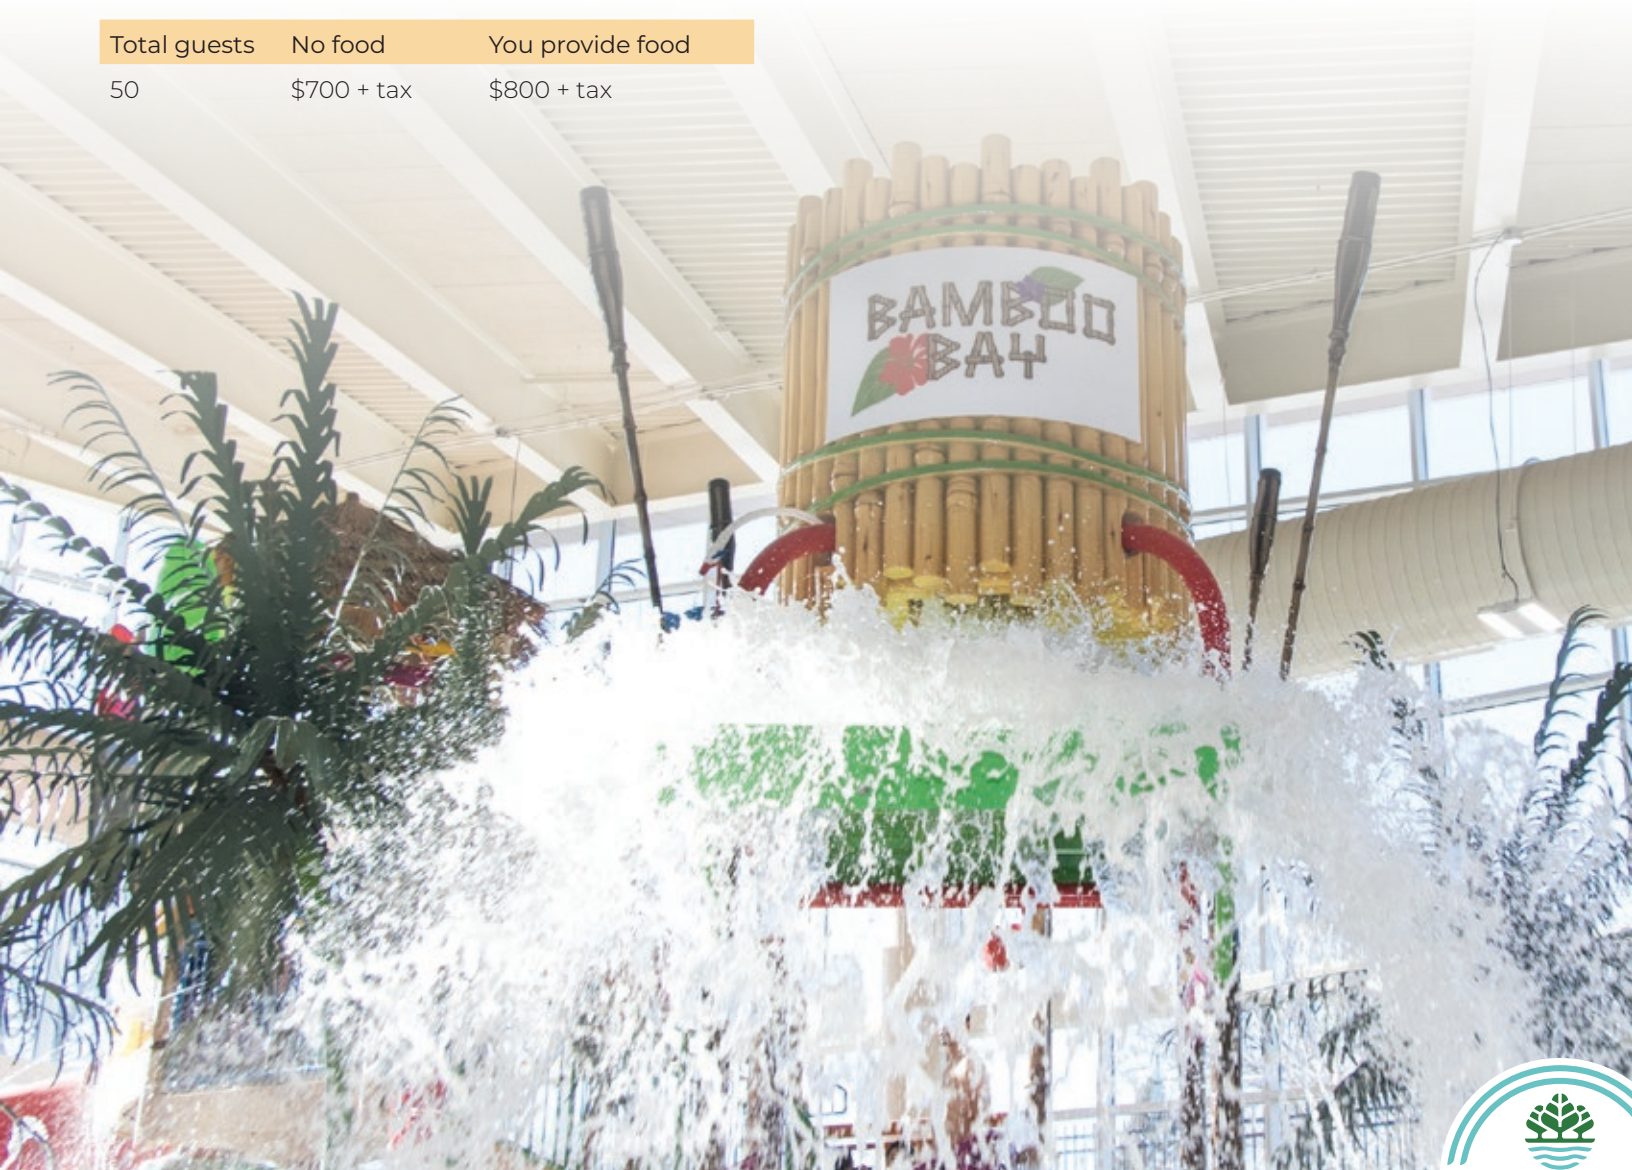 Total guests No food You provide food
50 $700 + tax $800 + tax
BAMBOO
BAY